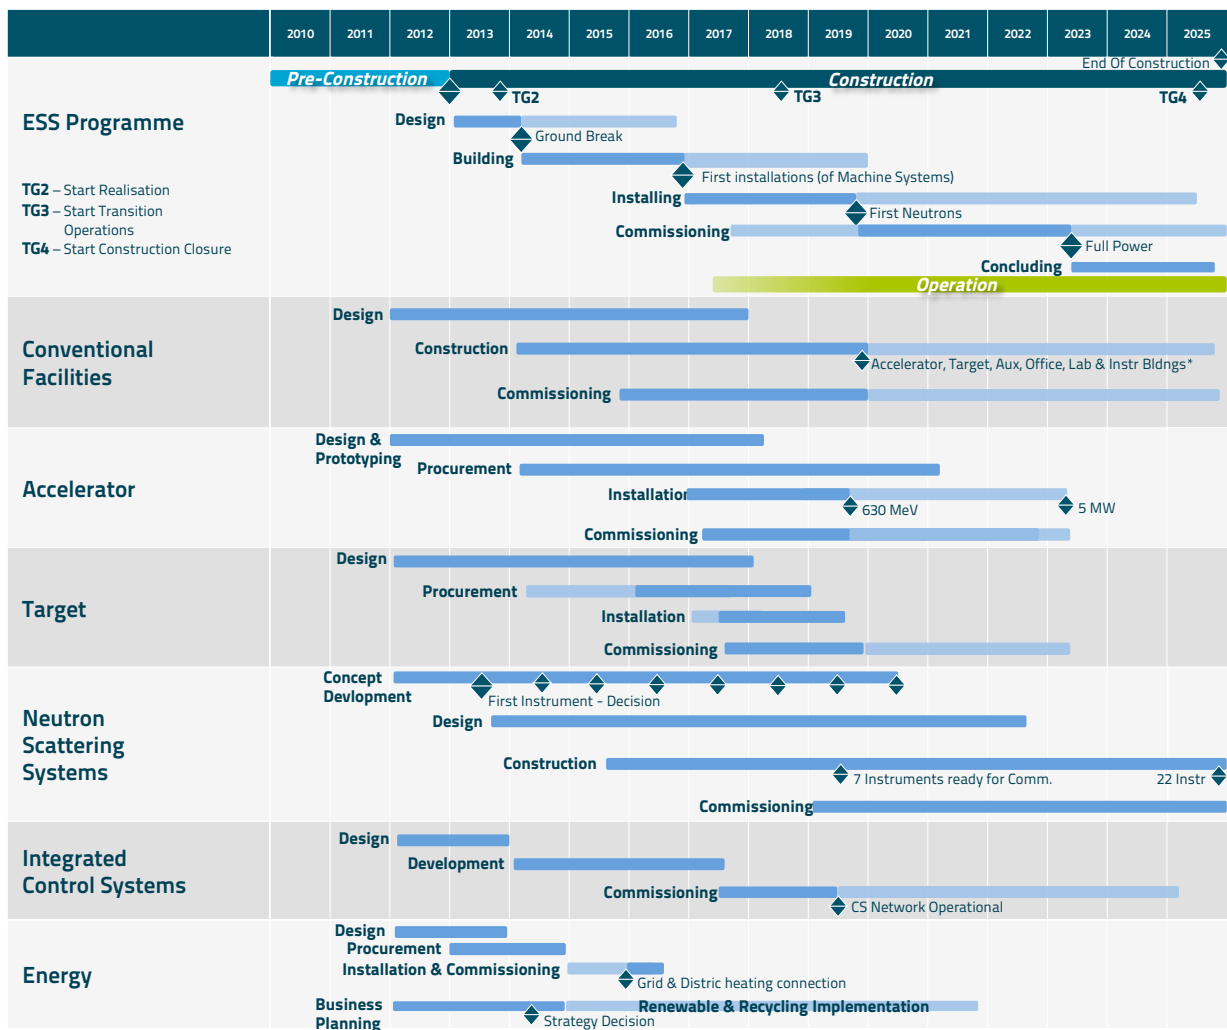 2010 2011 2012 2013 2014 2015 2016 2017 2018 2019 2020 2021 2022 2023 2024 2025
End Of Construction
Pre-Construction Construction
TG2 TG3 TG4
ESS Programme
Design
Ground Break
Building
First installations (of Machine Systems)
TG2 – Start Realisation
TG3 – Start Transition
Operations
TG4 – Start Construction Closure
Installing
First Neutrons
Commissioning
Full Power
Concluding
Operation
Conventional
Facilities
Design
Construction
Accelerator, Target, Aux, Office, Lab & Instr Bldngs*
Commissioning
Accelerator
Design &
Prototyping
Procurement
Installation
630 MeV 5 MW
Commissioning
Target
Design
Procurement
Installation
Commissioning
Neutron
Scattering
Systems
Concept
Devlopment
First Instrument - Decision
Design
Construction
7 Instruments ready for Comm. 22 Instr
Commissioning
Integrated
Control Systems
Design
Development
Commissioning
CS Network Operational
Energy
Design
Procurement
Installation & Commissioning
Grid & Distric heating connection
Business
Planning
Renewable & Recycling Implementation
Strategy Decision